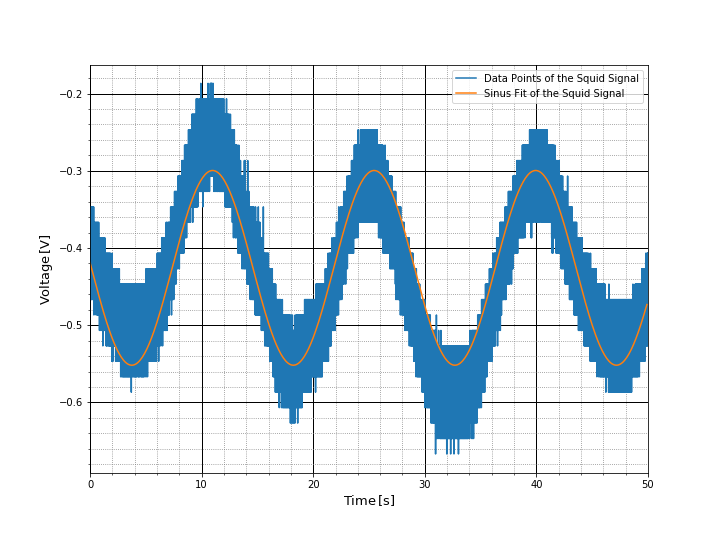 Data Points of the Squid Signal
Sinus Fit of the Squid Signal
−0.2
−0.3
−0.4
−0.5
−0.6
Voltage [V]
0 10 20 30 40 50
Time [s]